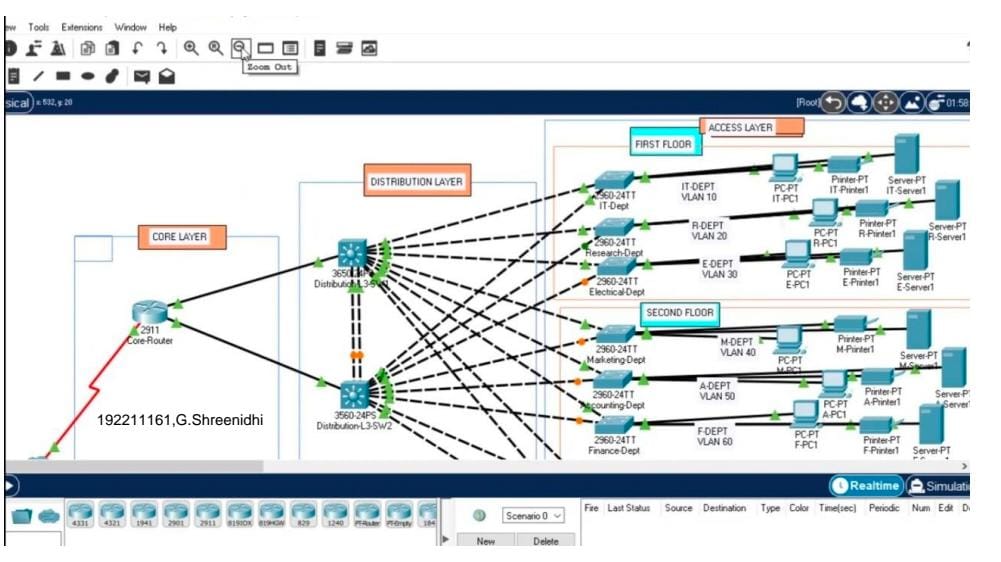 ew Tools Extensions Window Help
Zoom Out
sical x: 532, y: 20
[Root]
01:58
ACCESS LAYER
FIRST FLOOR
DISTRIBUTION LAYER
CORE LAYER
2960-24TT
IT-Dept
IT-DEPT
VLAN 10
PC-PT
IT-PC1
Printer-PT
IT-Printer1
Server-PT
IT-Server1
2960-24TT
Research-Dept
R-DEPT
VLAN 20
PC-PT
R-PC1
Printer-PT
R-Printer1
Server-PT
R-Server1
2960-24TT
Electrical-Dept
E-DEPT
VLAN 30
PC-PT
E-PC1
Printer-PT
E-Printer1
Server-PT
E-Server1
Distribution-L3-SW1
2911
Core-Router
SECOND FLOOR
2960-24TT
Marketing-Dept
M-DEPT
VLAN 40
PC-PT
M-PC1
Printer-PT
M-Printer1
Server-PT
M-Server1
2960-24TT
counting-Dept
A-DEPT
VLAN 50
PC-PT
A-PC1
Printer-PT
A-Printer1
Server-PT
A-Server1
2960-24TT
Finance-Dept
F-DEPT
VLAN 60
PC-PT
F-PC1
Printer-PT
F-Printer1
Server-PT
3560-24PS
Distribution-L3-SW2
192211161,G.Shreenidhi
Realtime Simulati
4331 4321 1941 2901 2911 819HGW 829 1240 PT-Router PT-Empty 184
Scenario 0
New Delete
Fire Last Status Source Destination Type Color Time(sec) Periodic Num Edit D